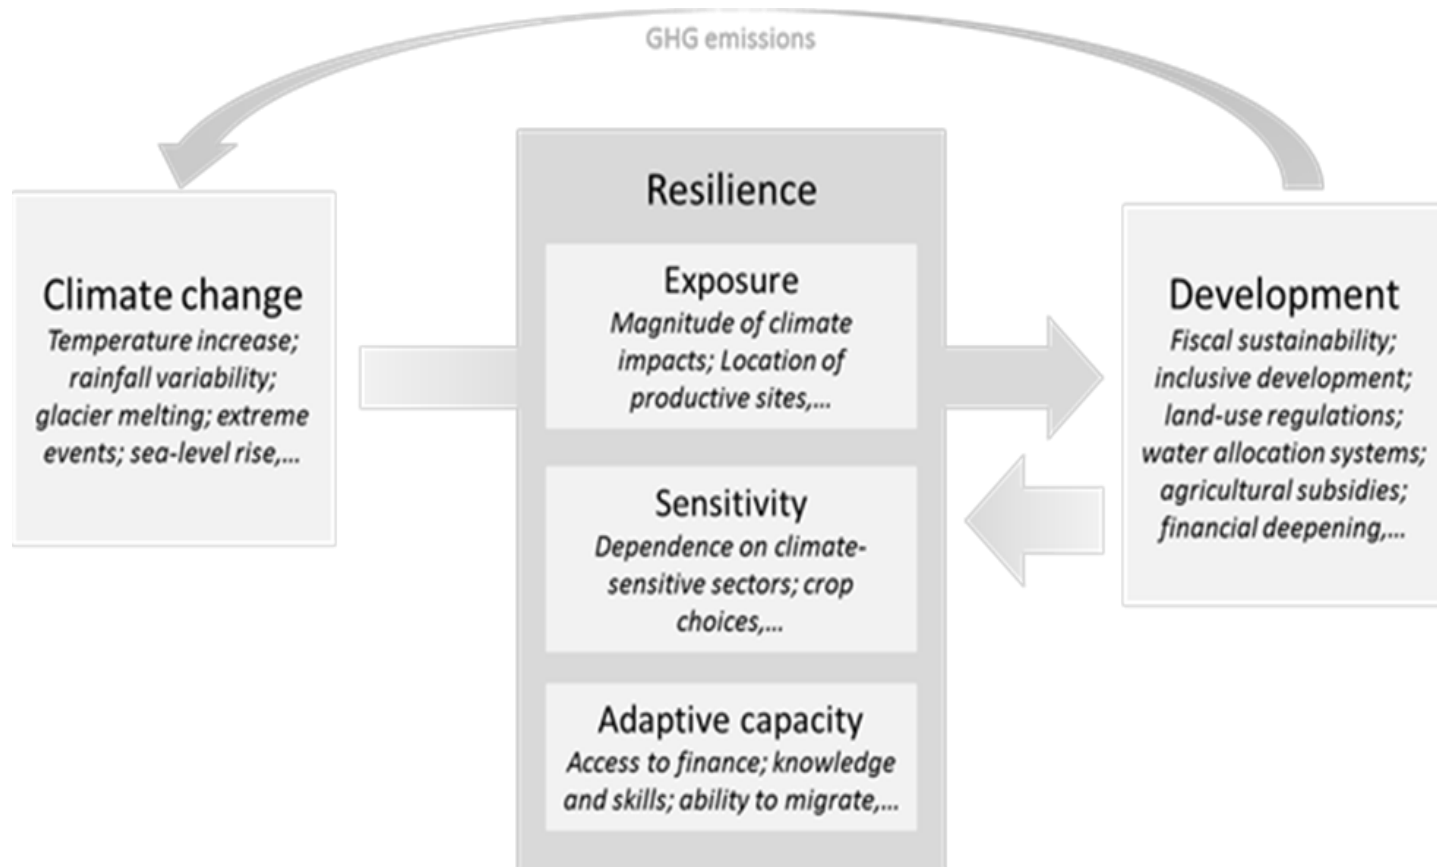 GHG emissions
Climate change
Temperature increase;
rainfall variability;
glacier melting; extreme
events; sea-level rise,...
Resilience
Exposure
Magnitude of climate
impacts; Location of
productive sites,...
Sensitivity
Dependence on climate-
sensitive sectors; crop
choices,...
Adaptive capacity
Access to finance; knowledge
and skills; ability to migrate,...
Development
Fiscal sustainability;
inclusive development;
land-use regulations;
water allocation systems;
agricultural subsidies;
financial deepening,...